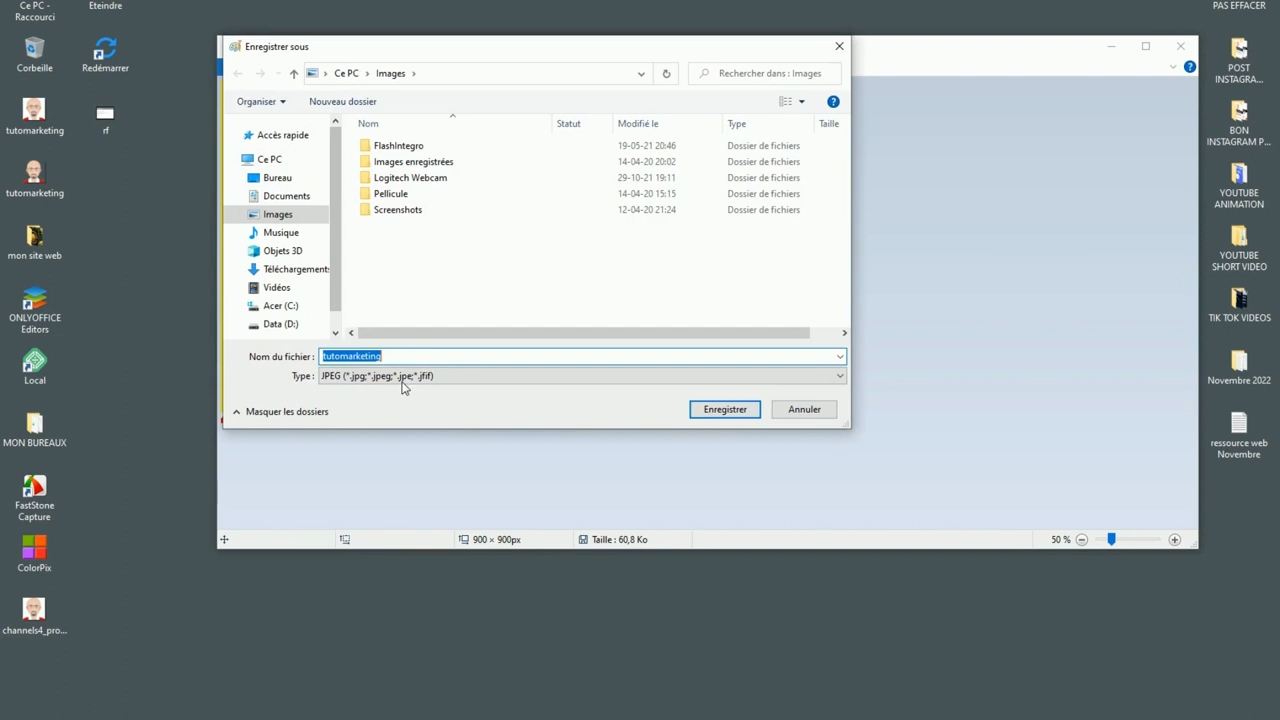 Ce PC -
Raccourci
Eteindre
PAS EFFACER
Corbeille
Redémarrer
tutomarketing
rf
tutomarketing
mon site web
ONLYOFFICE
Editors
Local
MON BUREAUX
FastStone
Capture
ColorPix
channels4_pro...
Enregistrer sous
Ce PC
Images
Rechercher dans : Images
Organiser
Nouveau dossier
Nom
Statut
Modifié le
Type
Taille
Accès rapide
Ce PC
Bureau
Documents
Images
Musique
Objets 3D
Téléchargements
Vidéos
Acer (C:)
Data (D:)
FlashIntegro 19-05-21 20:46 Dossier de fichiers
Images enregistrées 14-04-20 20:02 Dossier de fichiers
Logitech Webcam 29-10-21 19:11 Dossier de fichiers
Pellicule 14-04-20 15:15 Dossier de fichiers
Screenshots 12-04-20 21:24 Dossier de fichiers
Nom du fichier : tutomarketing
Type : JPEG (*.jpg;*.jpeg;*.jpe;*.jfif)
Masquer les dossiers
Enregistrer
Annuler
900 × 900px
Taille : 60,8 Ko
50 %
POST
INSTAGRA...
BON
INSTAGRAM P...
YOUTUBE
ANIMATION
YOUTUBE
SHORT VIDEO
TIK TOK VIDEOS
Novembre 2022
ressource web
Novembre